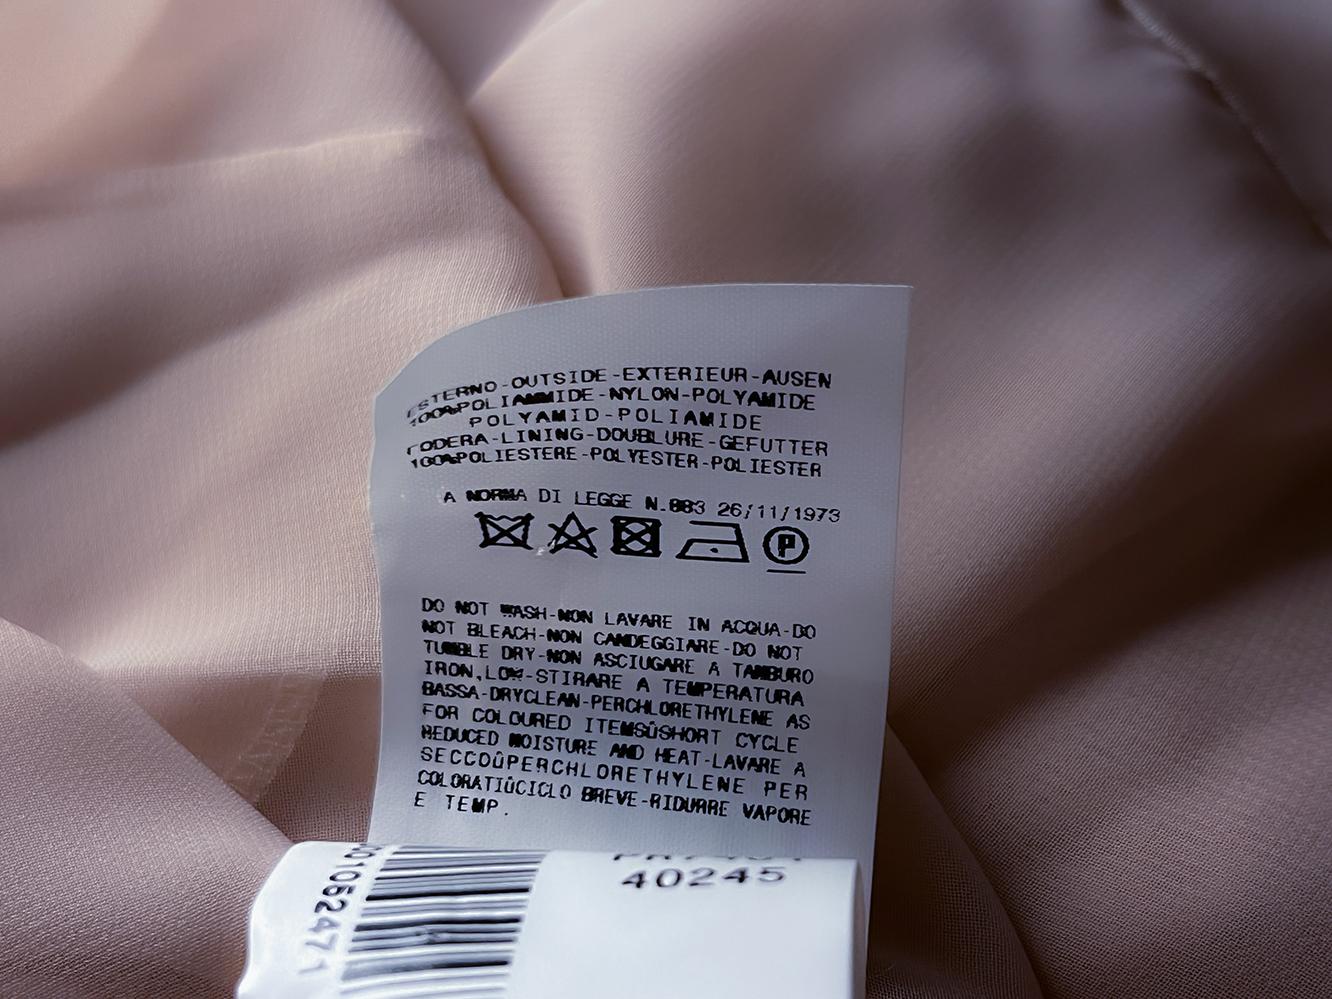 ESTERNO-OUTSIDE-EXTERIEUR-AUSEN
100%POLIAMMIDE-NYLON-POLYAMIDE
POLYAMID-POLIAMIDE
FODERA-LINING-DOUBLURE-GEFUTTER
100%POLIESTERE-POLYESTER-POLIESTER
A NORMA DI LEGGE N.883 26/11/1973
P
DO NOT WASH-NON LAVARE IN ACQUA-DO
NOT BLEACH-NON CANDEGGIARE-DO NOT
TUMBLE DRY-NON ASCIUGARE A TAMBURO
IRON,LOW-STIRARE A TEMPERATURA
BASSA-DRYCLEAN-PERCHLORETHYLENE AS
FOR COLOURED ITEMSûSHORT CYCLE
REDUCED MOISTURE AND HEAT-LAVARE A
SECCOûPERCHLORETHYLENE PER
COLORATIûCICLO BREVE-RIDURRE VAPORE
E TEMP.
40245